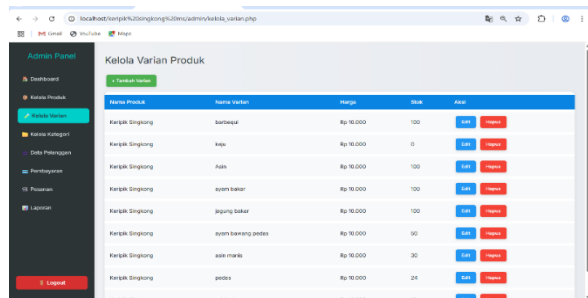 localhost/keripik%20singkong%20ms/admin/kelola_varian.php
Gmail YouTube Maps
Admin Panel
Dashboard
Kelola Produk
Kelola Varian
Kelola Kategori
Data Pelanggan
Pembayaran
Pesanan
Laporan
Logout
Kelola Varian Produk
+ Tambah Varian
Nama Produk Nama Varian Harga Stok Aksi
Keripik Singkong barbequi Rp 10.000 100 Edit Hapus
Keripik Singkong keju Rp 10.000 0 Edit Hapus
Keripik Singkong Asin Rp 10.000 100 Edit Hapus
Keripik Singkong ayam bakar Rp 10.000 100 Edit Hapus
Keripik Singkong jagung bakar Rp 10.000 100 Edit Hapus
Keripik Singkong ayam bawang pedas Rp 10.000 50 Edit Hapus
Keripik Singkong asin manis Rp 10.000 30 Edit Hapus
Keripik Singkong pedas Rp 10.000 24 Edit Hapus